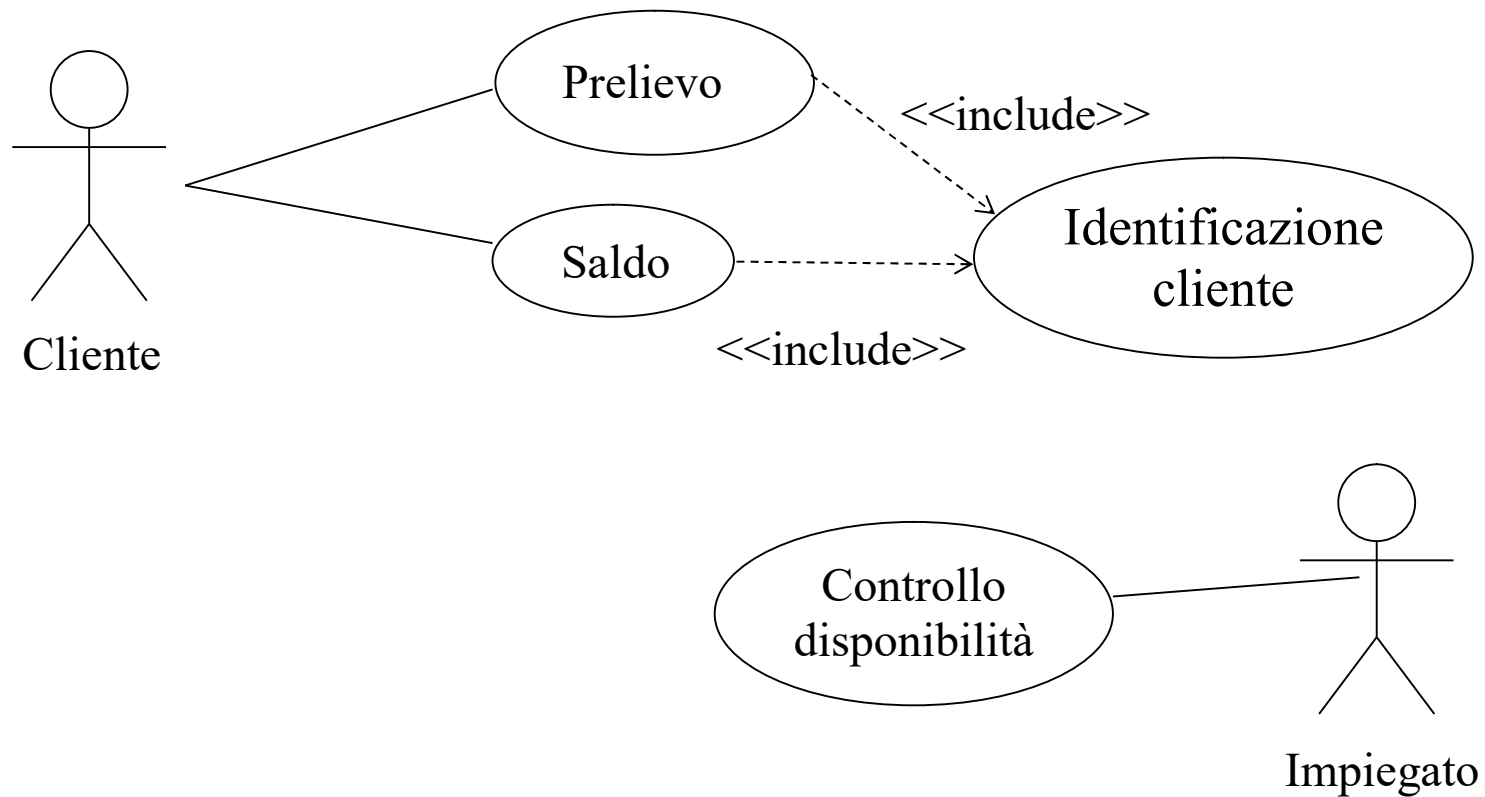 Prelievo
<<include>>
Identificazione
cliente
Saldo
<<include>>
Cliente
Controllo
disponibilità
Impiegato